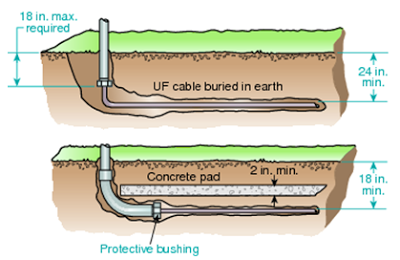 18 in. max.
required
UF cable buried in earth
24 in.
min.
Concrete pad
2 in. min.
18 in.
min.
Protective bushing